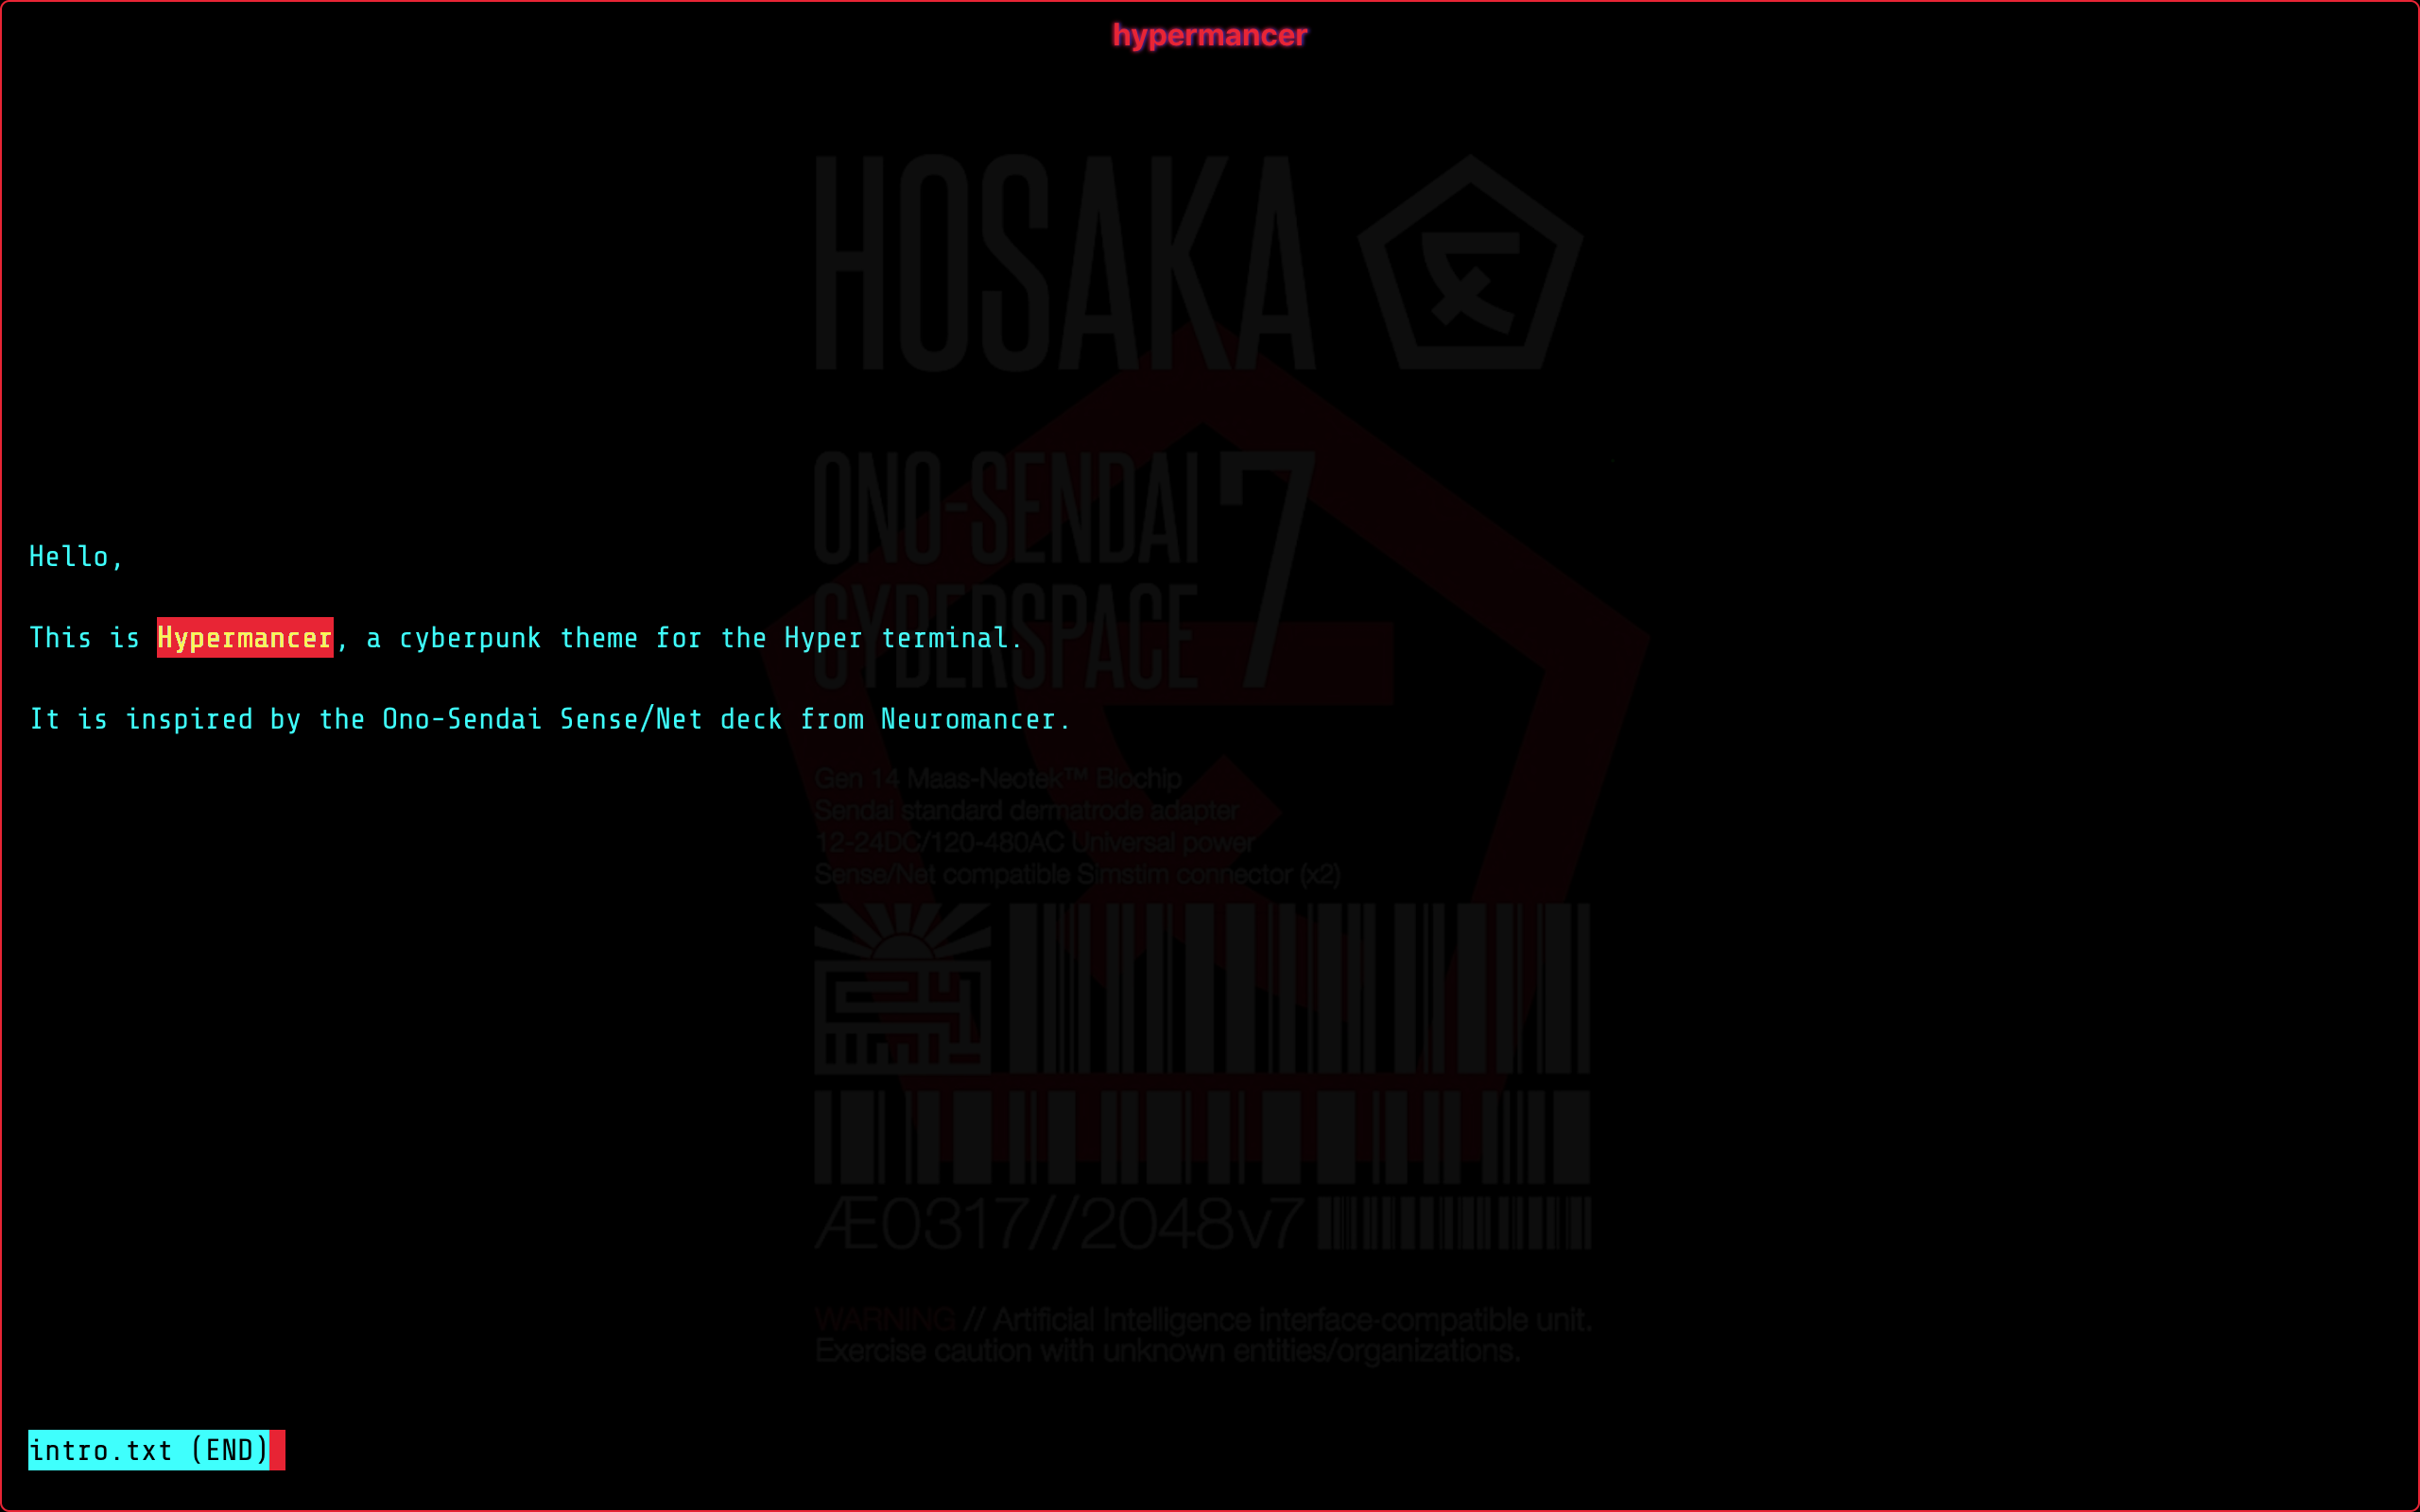 hypermancer
HOSAKA
ONO-SENDAI 7
CYBERSPACE
Hello,
This is Hypermancer, a cyberpunk theme for the Hyper terminal.
It is inspired by the Ono-Sendai Sense/Net deck from Neuromancer.
Gen 14 Maas-Neotek™ Biochip
Sendai standard dermatrode adapter
12-24DC/120-480AC Universal power
Sense/Net compatible Simstim connector (x2)
Æ0317//2048v7
WARNING // Artificial Intelligence interface-compatible unit.
Exercise caution with unknown entities/organizations.
intro.txt (END)